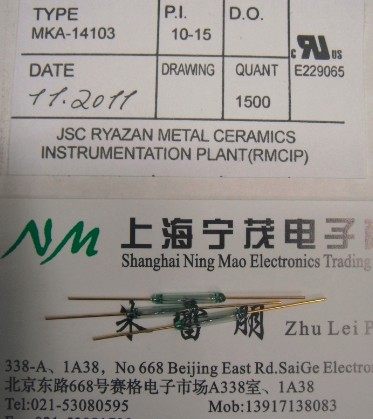 TYPE P.I. D.O.
MKA-14103 10-15
c RU US
DATE DRAWING QUANT E229065
11.2011 1500
JSC RYAZAN METAL CERAMICS
INSTRUMENTATION PLANT(RMCIP)
NM 上海宁茂电子
Shanghai Ning Mao Electronics Trading
朱雷朋 Zhu Lei P
338-A、1A38, No 668 Beijing East Rd.SaiGe Electro
北京东路668号赛格电子市场A338室、1A38
Tel:021-53080595 Mob:13917138083